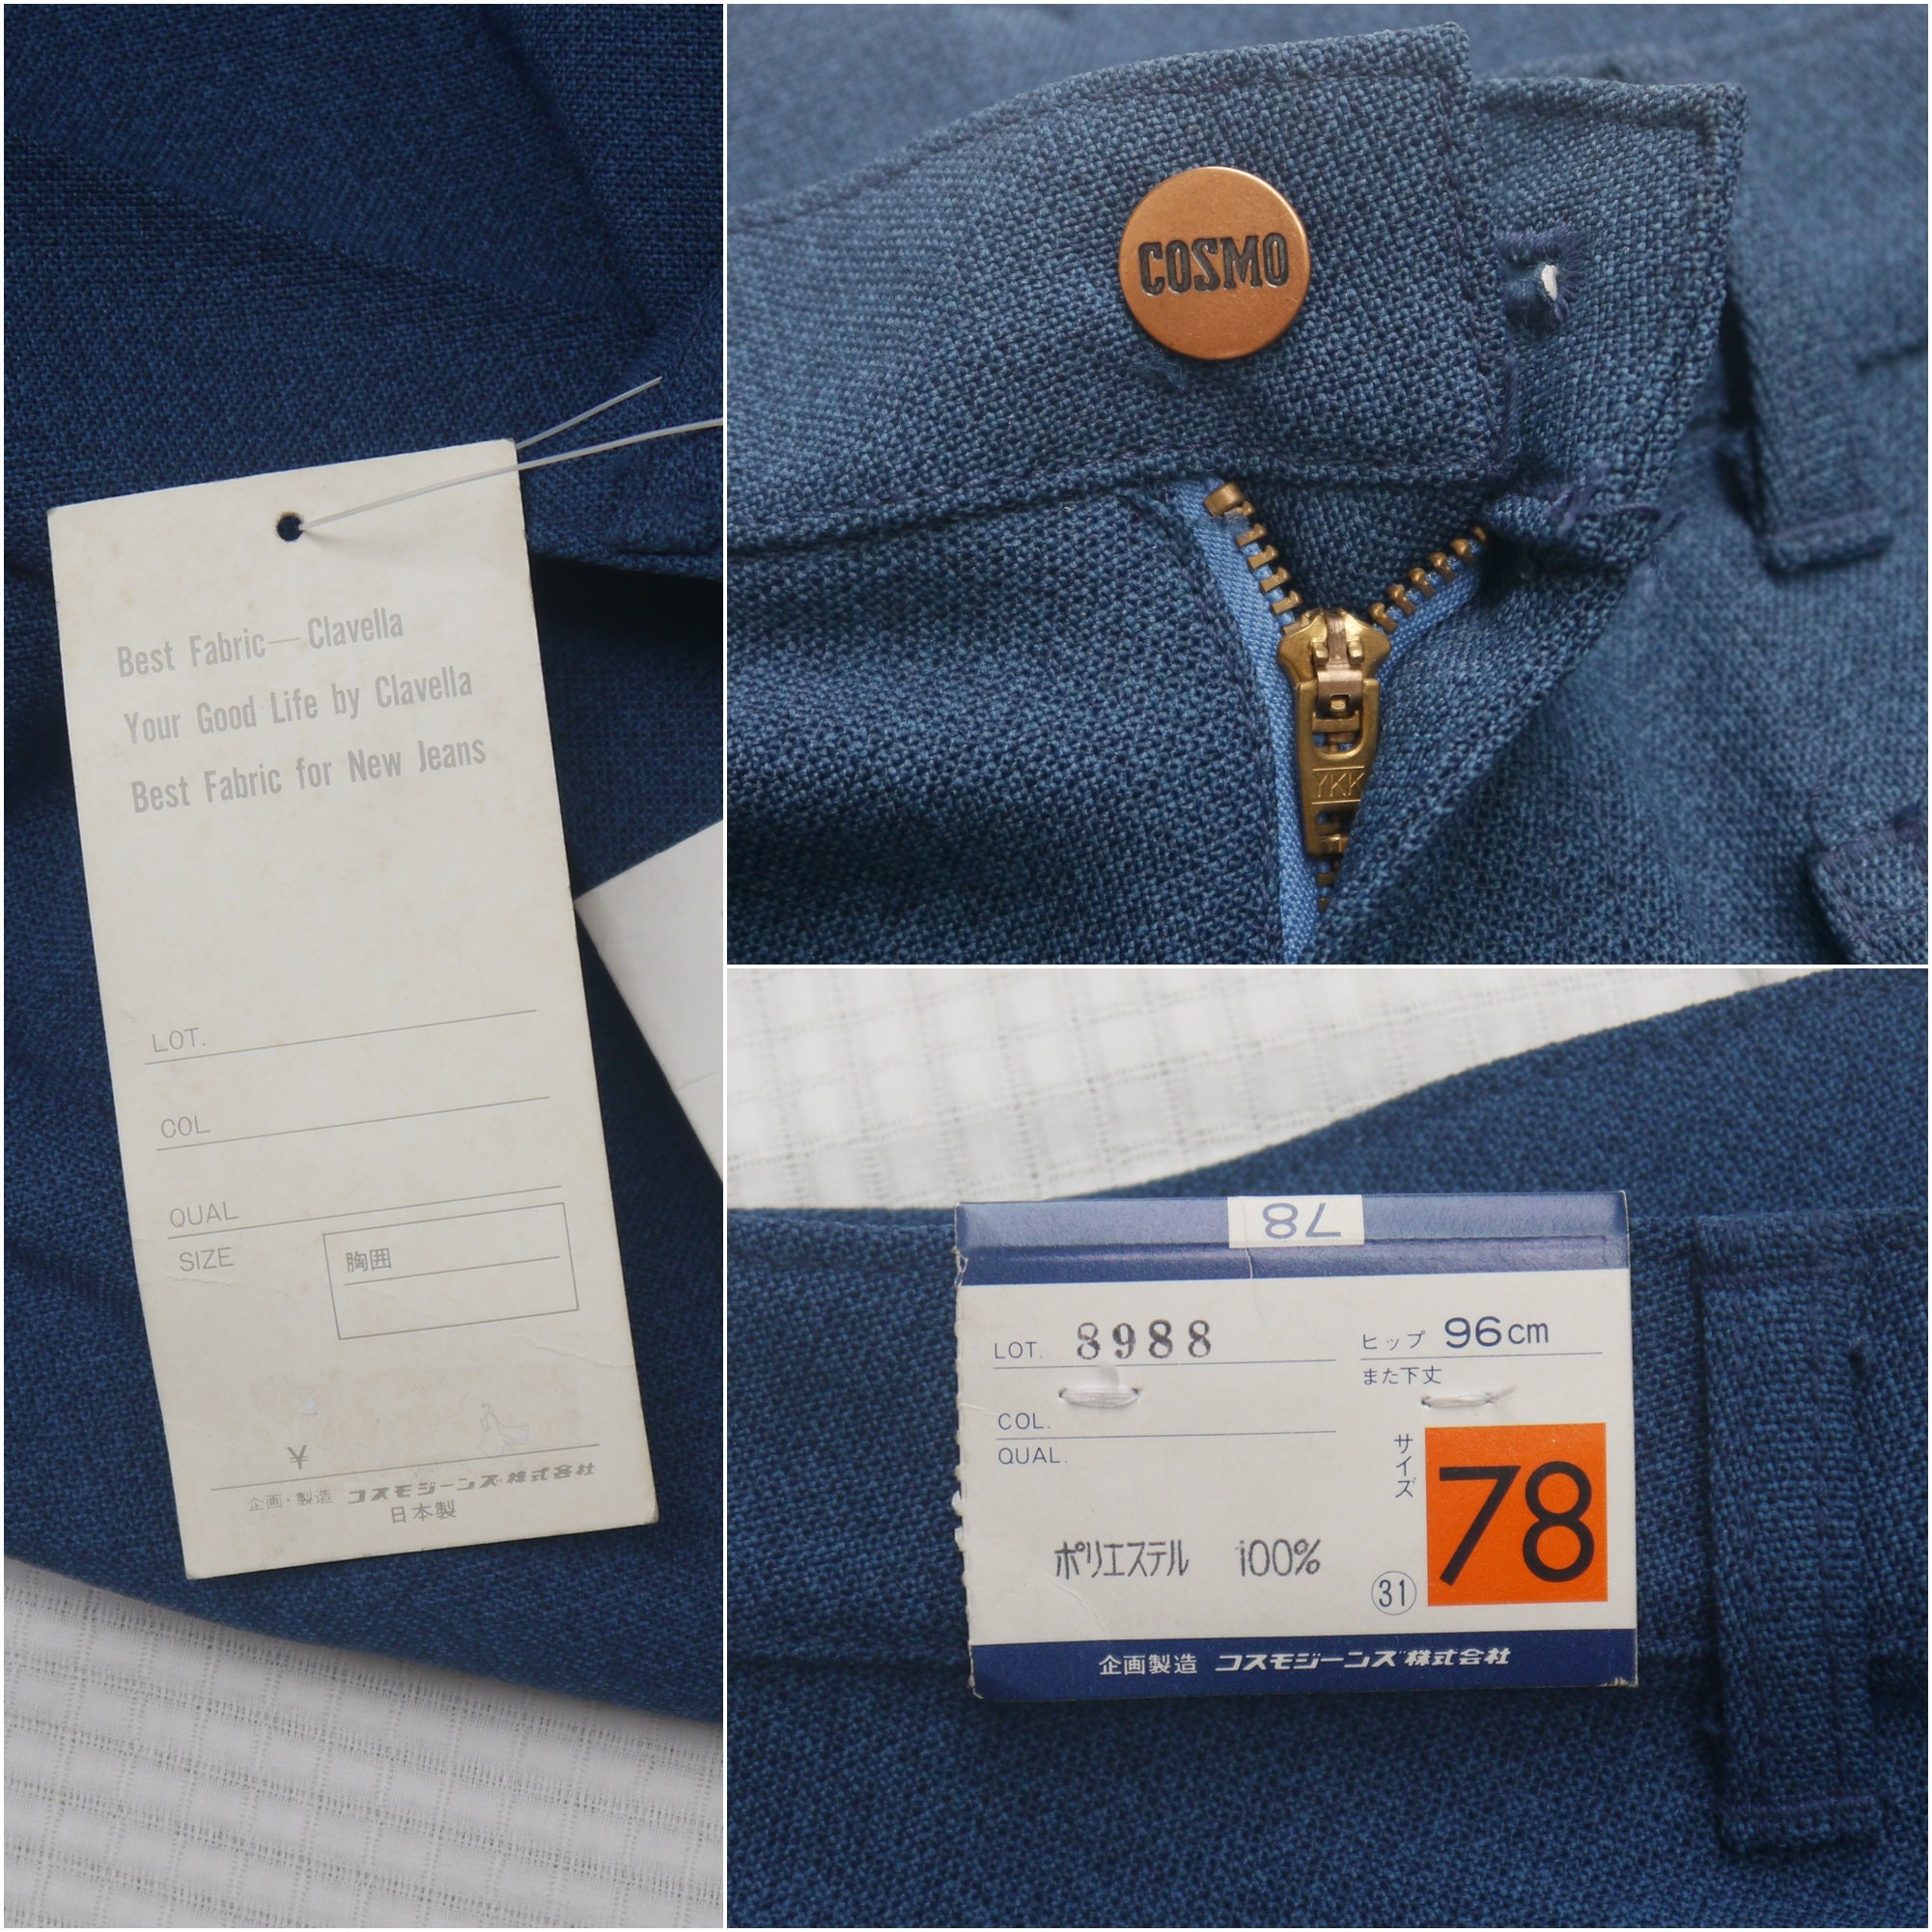 Best Fabric—Clavella
Your Good Life by Clavella
Best Fabric for New Jeans
LOT.
COL
QUAL
SIZE
胸囲
¥
企画・製造 コスモジーンズ株式会社
日本製
COSMO
YKK
78
LOT. 8988
ヒップ 96cm
また下丈
COL.
QUAL.
サイズ
78
ポリエステル 100%
31
企画製造 コスモジーンズ株式会社